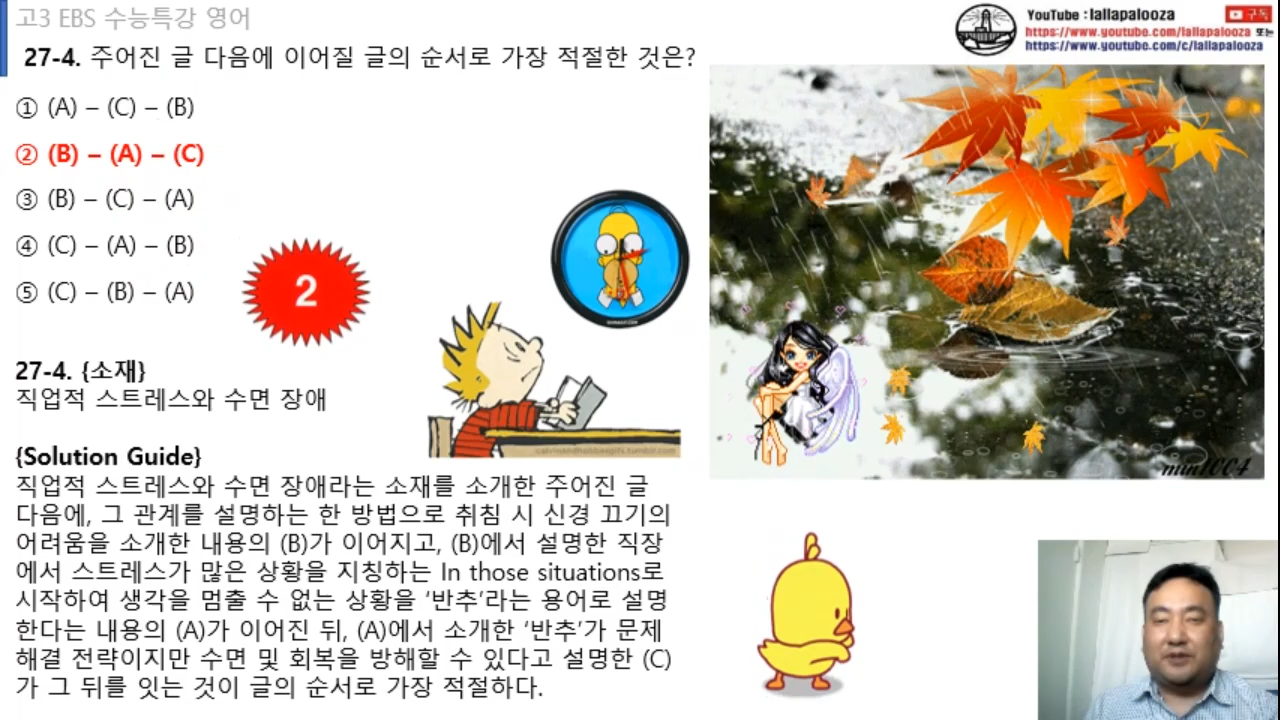 고3 EBS 수능특강 영어
YouTube : lallapalooza
구독
https://www.youtube.com/lallapalooza 또는
https://www.youtube.com/c/lallapalooza
27-4. 주어진 글 다음에 이어질 글의 순서로 가장 적절한 것은?
① (A) – (C) – (B)
② (B) – (A) – (C)
③ (B) – (C) – (A)
④ (C) – (A) – (B)
⑤ (C) – (B) – (A)
2
27-4. {소재}
직업적 스트레스와 수면 장애
{Solution Guide}
직업적 스트레스와 수면 장애라는 소재를 소개한 주어진 글
다음에, 그 관계를 설명하는 한 방법으로 취침 시 신경 끄기의
어려움을 소개한 내용의 (B)가 이어지고, (B)에서 설명한 직장
에서 스트레스가 많은 상황을 지칭하는 In those situations로
시작하여 생각을 멈출 수 없는 상황을 ‘반추’라는 용어로 설명
한다는 내용의 (A)가 이어진 뒤, (A)에서 소개한 ‘반추’가 문제
해결 전략이지만 수면 및 회복을 방해할 수 있다고 설명한 (C)
가 그 뒤를 잇는 것이 글의 순서로 가장 적절하다.
min1004